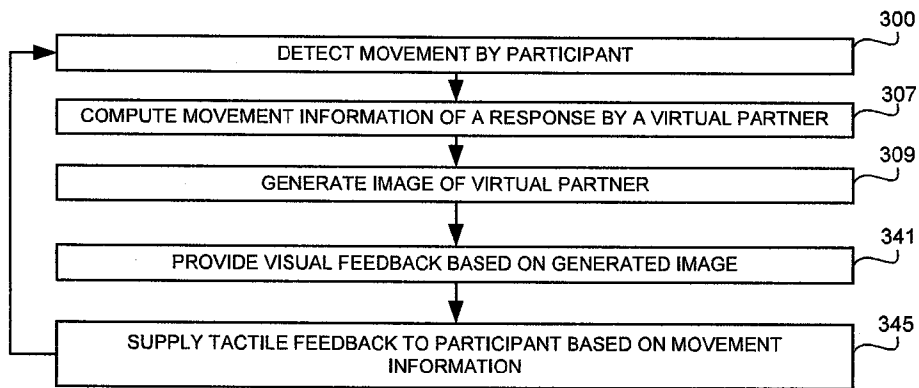 300
DETECT MOVEMENT BY PARTICIPANT
307
COMPUTE MOVEMENT INFORMATION OF A RESPONSE BY A VIRTUAL PARTNER
309
GENERATE IMAGE OF VIRTUAL PARTNER
341
PROVIDE VISUAL FEEDBACK BASED ON GENERATED IMAGE
345
SUPPLY TACTILE FEEDBACK TO PARTICIPANT BASED ON MOVEMENT
INFORMATION